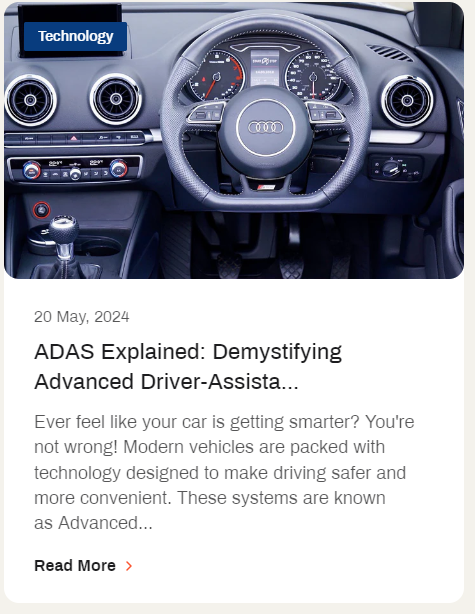 Technology
20 May, 2024
ADAS Explained: Demystifying
Advanced Driver-Assista...
Ever feel like your car is getting smarter? You're
not wrong! Modern vehicles are packed with
technology designed to make driving safer and
more convenient. These systems are known
as Advanced...
Read More